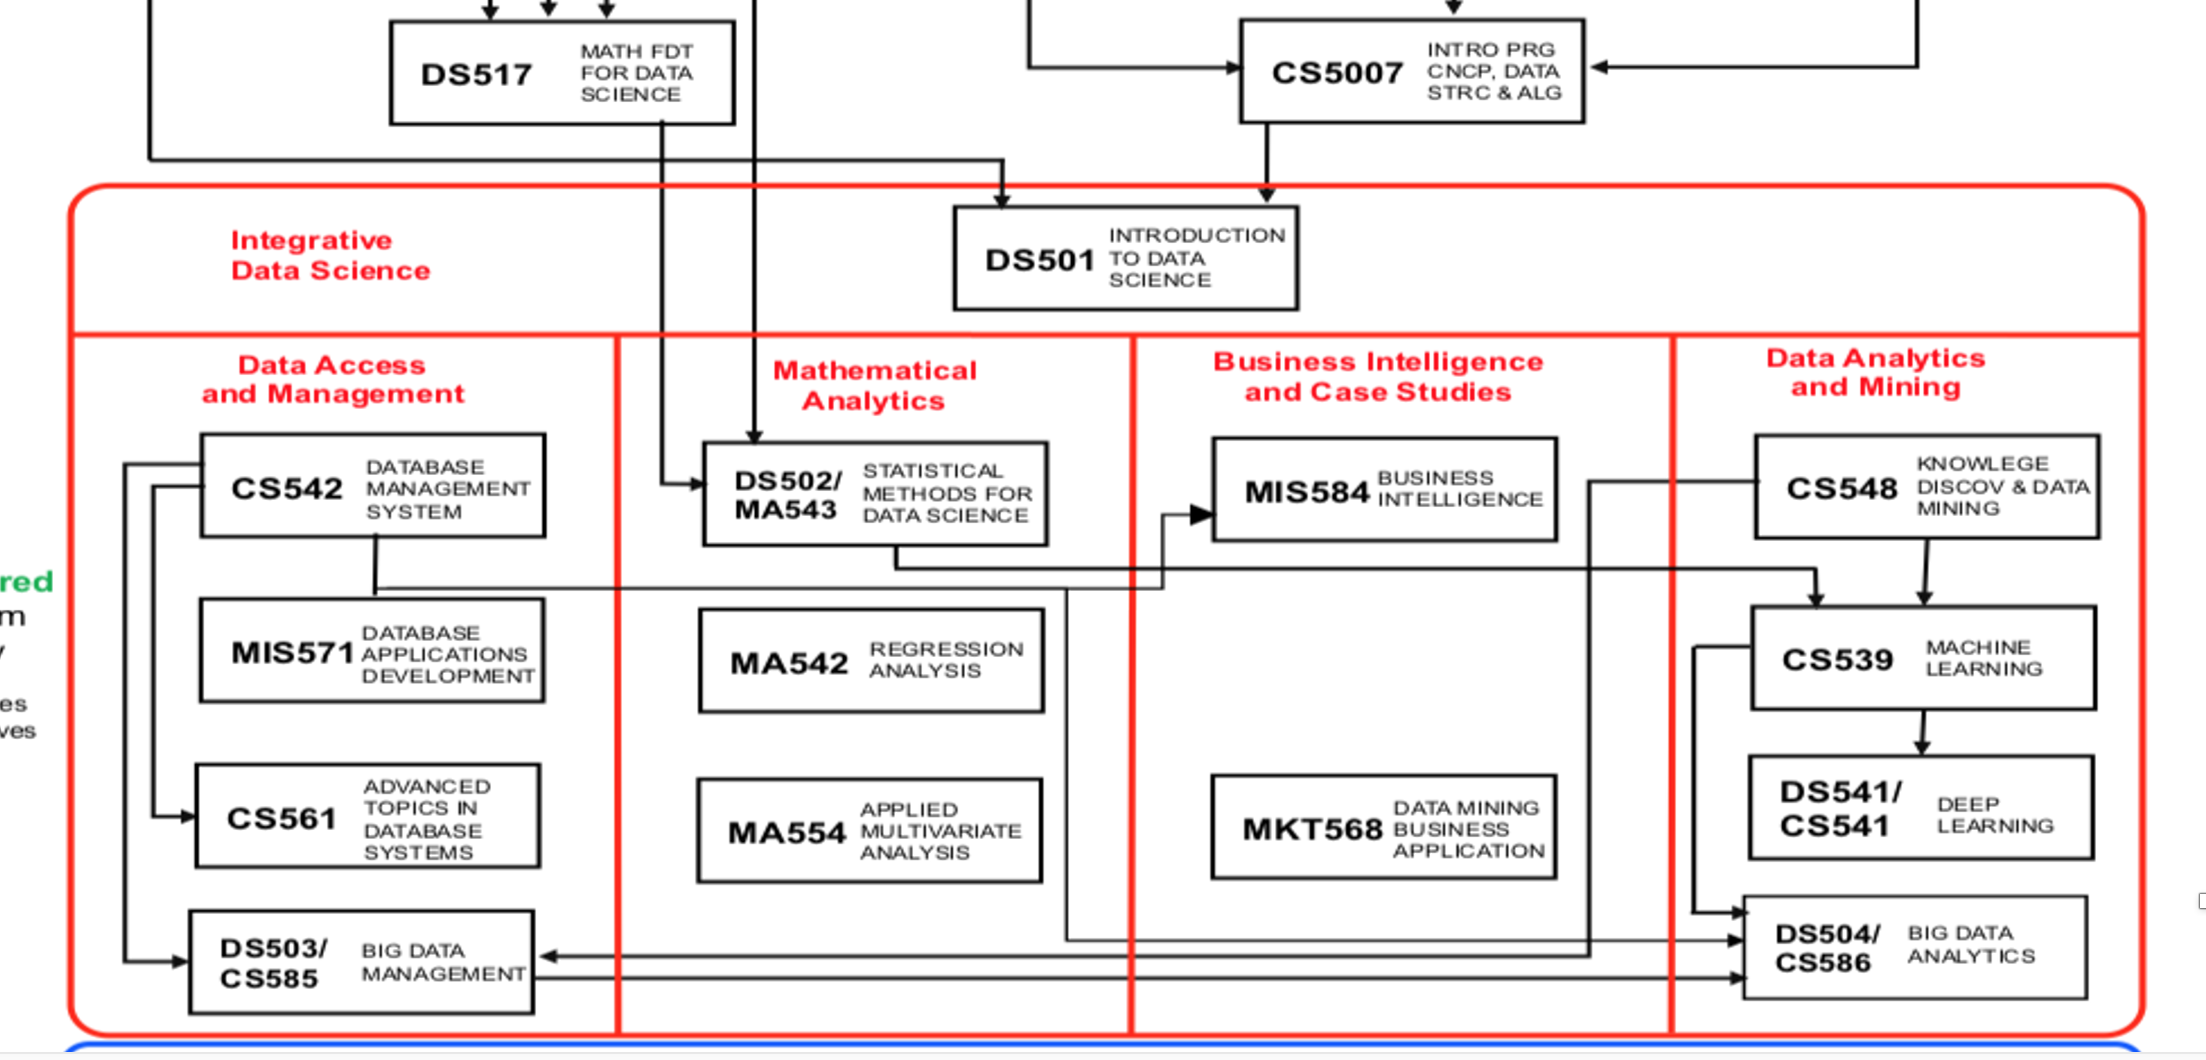 DS517
MATH FDT
FOR DATA
SCIENCE
CS5007
INTRO PRG
CNCP, DATA
STRC & ALG
Integrative
Data Science
DS501
INTRODUCTION
TO DATA
SCIENCE
Data Access
and Management
CS542
DATABASE
MANAGEMENT
SYSTEM
MIS571
DATABASE
APPLICATIONS
DEVELOPMENT
CS561
ADVANCED
TOPICS IN
DATABASE
SYSTEMS
DS503/
CS585
BIG DATA
MANAGEMENT
Mathematical
Analytics
DS502/
MA543
STATISTICAL
METHODS FOR
DATA SCIENCE
MA542
REGRESSION
ANALYSIS
MA554
APPLIED
MULTIVARIATE
ANALYSIS
Business Intelligence
and Case Studies
MIS584
BUSINESS
INTELLIGENCE
MKT568
DATA MINING
BUSINESS
APPLICATION
Data Analytics
and Mining
CS548
KNOWLEGE
DISCOV & DATA
MINING
CS539
MACHINE
LEARNING
DS541/
CS541
DEEP
LEARNING
DS504/
CS586
BIG DATA
ANALYTICS
red
m
es
ves